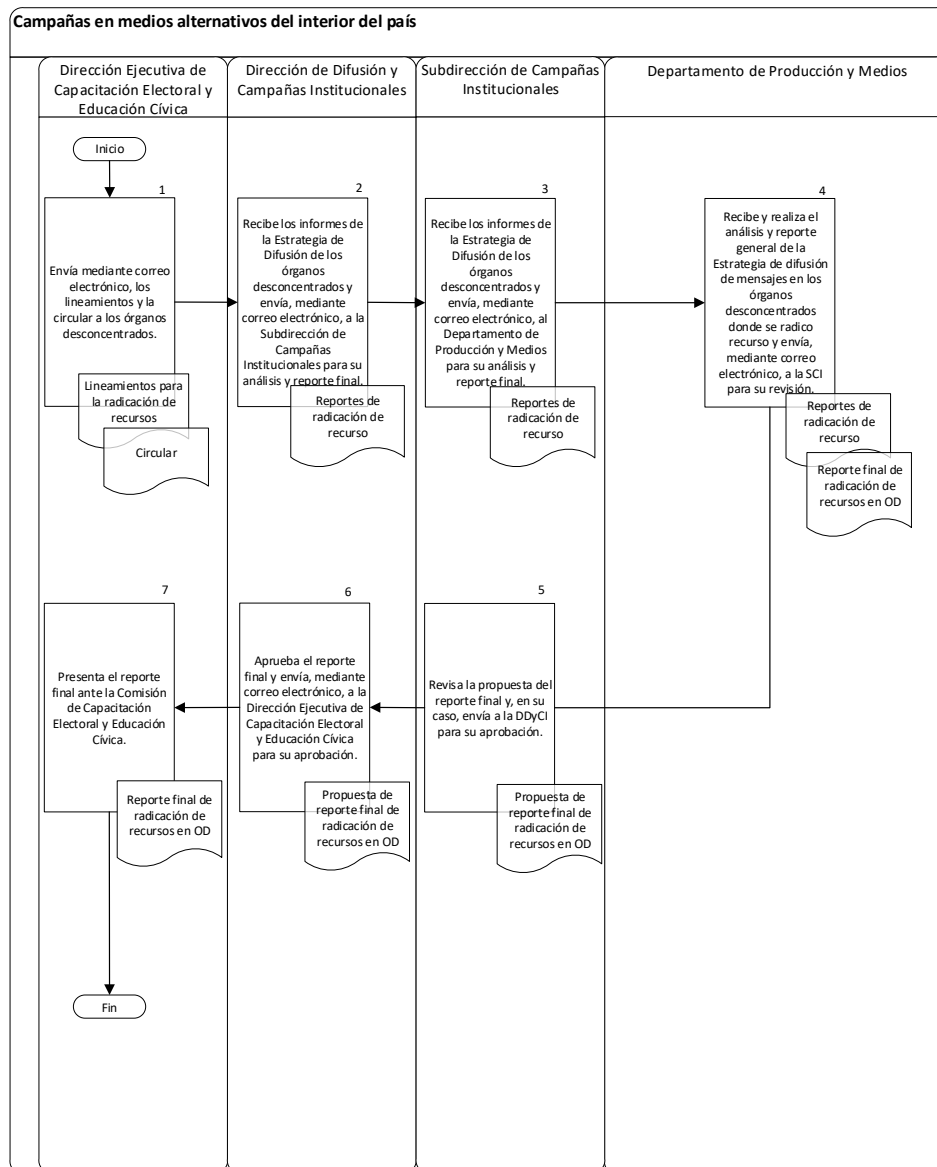 Campañas en medios alternativos del interior del país
Dirección Ejecutiva de
Capacitación Electoral y
Educación Cívica
Dirección de Difusión y
Campañas Institucionales
Subdirección de Campañas
Institucionales
Departamento de Producción y Medios
Inicio
1
Envía mediante correo
electrónico, los
lineamientos y la
circular a los órganos
desconcentrados.
Lineamientos para
la radicación de
recursos
Circular
2
Recibe los informes de
la Estrategia de
Difusión de los
órganos
desconcentrados y
envía, mediante
correo electrónico, a la
Subdirección de
Campañas
Institucionales para su
análisis y reporte final.
Reportes de
radicación de
recurso
3
Recibe los informes de
la Estrategia de
Difusión de los
órganos
desconcentrados y
envía, mediante
correo electrónico, al
Departamento de
Producción y Medios
para su análisis y
reporte final.
Reportes de
radicación de
recurso
4
Recibe y realiza el
análisis y reporte
general de la
Estrategia de difusión
de mensajes en los
órganos
desconcentrados
donde se radico
recurso y envía,
mediante correo
electrónico, a la SCI
para su revisión.
Reportes de
radicación de
recurso
Reporte final de
radicación de
recursos en OD
5
Revisa la propuesta del
reporte final y, en su
caso, envía a la DDyCI
para su aprobación.
Propuesta de
reporte final de
radicación de
recursos en OD
6
Aprueba el reporte
final y envía, mediante
correo electrónico, a la
Dirección Ejecutiva de
Capacitación Electoral
y Educación Cívica
para su aprobación.
Propuesta de
reporte final de
radicación de
recursos en OD
7
Presenta el reporte
final ante la Comisión
de Capacitación
Electoral y Educación
Cívica.
Reporte final de
radicación de
recursos en OD
Fin